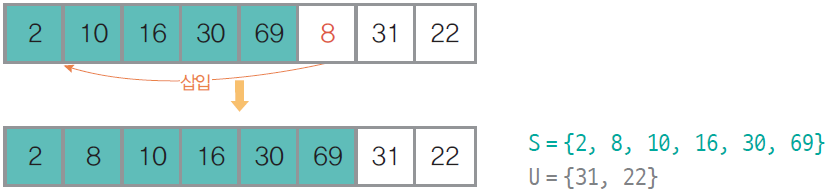 2 10 16 30 69 8 31 22
삽입
2 8 10 16 30 69 31 22
S = {2, 8, 10, 16, 30, 69}
U = {31, 22}